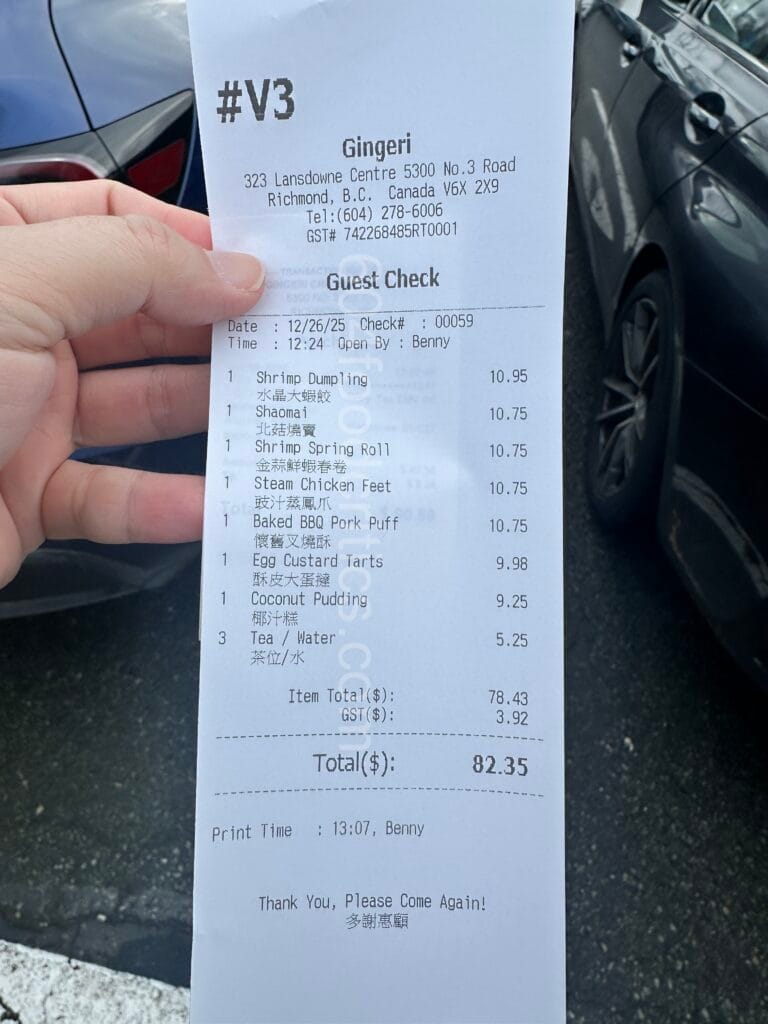 #V3
Gingeri
323 Lansdowne Centre 5300 No.3 Road
Richmond, B.C. Canada V6X 2X9
Tel:(604) 278-6006
GST# 742268485RT0001
Guest Check
Date : 12/26/25 Check# : 00059
Time : 12:24 Open By : Benny
1 Shrimp Dumpling 10.95
水晶大蝦餃
1 Shaomai 10.75
北菇燒賣
1 Shrimp Spring Roll 10.75
金蒜鮮蝦春卷
1 Steam Chicken Feet 10.75
豉汁蒸鳳爪
1 Baked BBQ Pork Puff 10.75
懷舊叉燒酥
1 Egg Custard Tarts 9.98
酥皮大蛋撻
1 Coconut Pudding 9.25
椰汁糕
3 Tea / Water 5.25
茶位/水
Item Total($): 78.43
GST($): 3.92
Total($): 82.35
Print Time : 13:07, Benny
Thank You, Please Come Again!
多謝惠顧